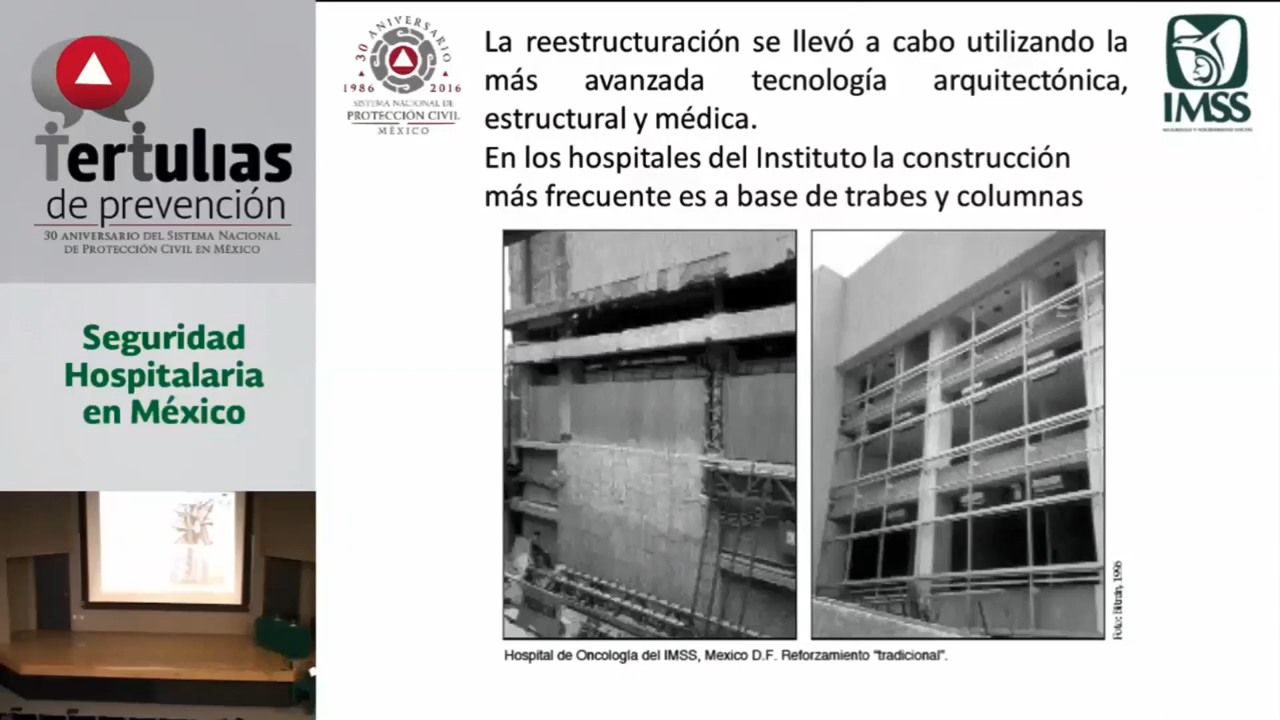 Tertulias
de prevención
30 ANIVERSARIO DEL SISTEMA NACIONAL
DE PROTECCIÓN CIVIL EN MÉXICO
Seguridad
Hospitalaria
en México
30 ANIVERSARIO
1986 2016
SISTEMA NACIONAL DE
PROTECCIÓN CIVIL
MÉXICO
La reestructuración se llevó a cabo utilizando la
más avanzada tecnología arquitectónica,
estructural y médica.
En los hospitales del Instituto la construcción
más frecuente es a base de trabes y columnas
IMSS
Foto: Bitrán, 1996
Hospital de Oncología del IMSS, Mexico D.F. Reforzamiento "tradicional".